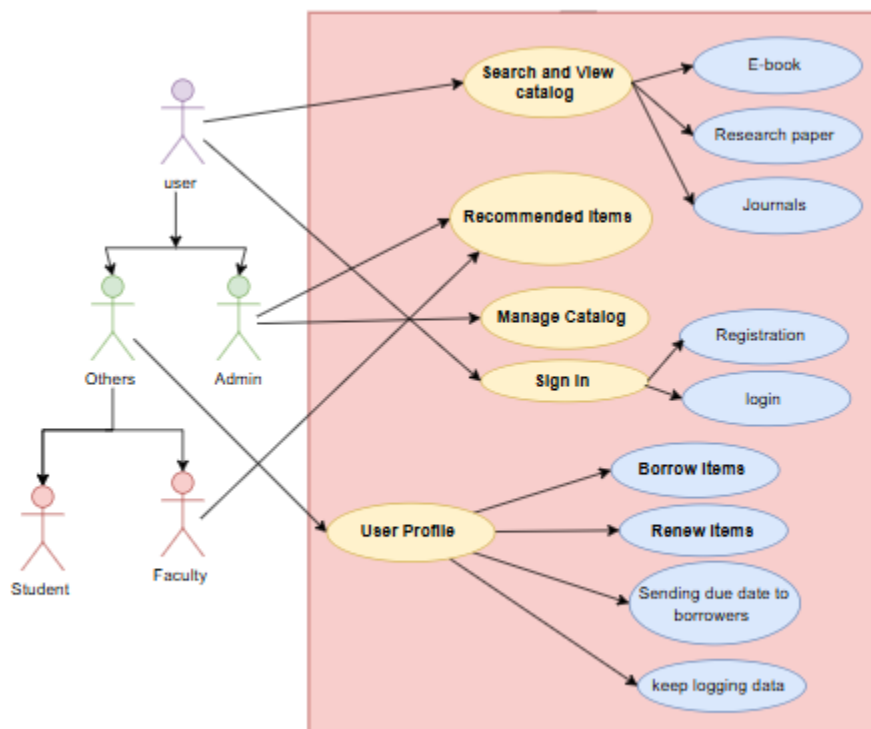 Search and View
catalog
E-book
Research paper
Journals
user
Recommended Items
Manage Catalog
Registration
Sign In
login
Others
Admin
Borrow Items
User Profile
Renew Items
Student
Faculty
Sending due date to
borrowers
keep logging data